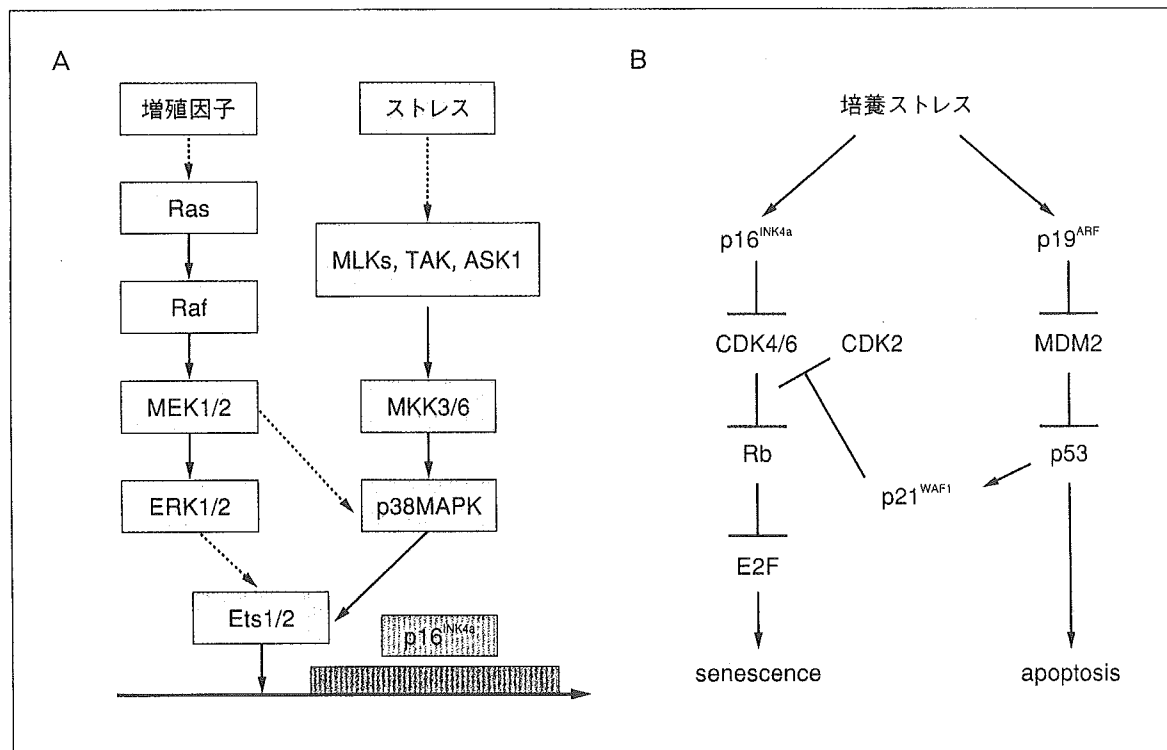 A
増殖因子
ストレス
Ras
MLKs, TAK, ASK1
Raf
MEK1/2
MKK3/6
ERK1/2
p38MAPK
Ets1/2
p16INK4a
B
培養ストレス
p16INK4a
p19ARF
CDK4/6
CDK2
MDM2
Rb
p53
p21WAF1
E2F
senescence
apoptosis